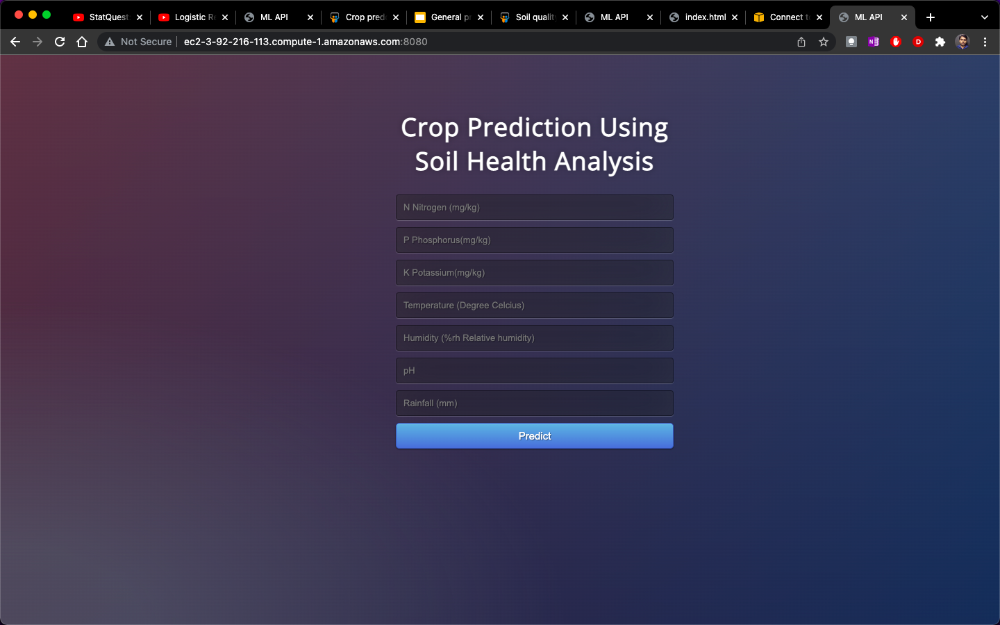 StatQuest
Logistic Re
ML API
Crop pred
General p
Soil quality
ML API
index.html
Connect t
ML API
Not Secure
ec2-3-92-216-113.compute-1.amazonaws.com:8080
N
D
Crop Prediction Using
Soil Health Analysis
N Nitrogen (mg/kg)
P Phosphorus(mg/kg)
K Potassium(mg/kg)
Temperature (Degree Celcius)
Humidity (%rh Relative humidity)
pH
Rainfall (mm)
Predict